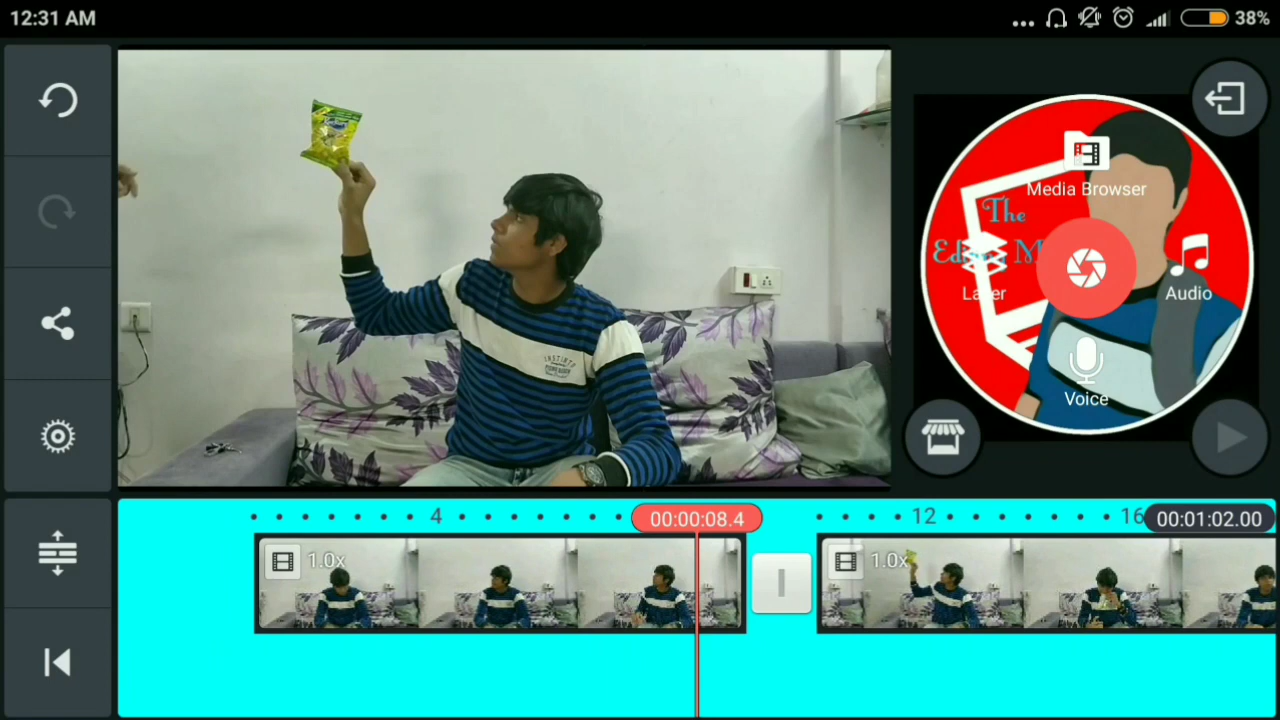 12:31 AM
38%
Media Browser
The
Layer
Audio
Voice
INSTINTO
4
00:00:08.4
12
16
00:01:02.00
1.0x
1.0x